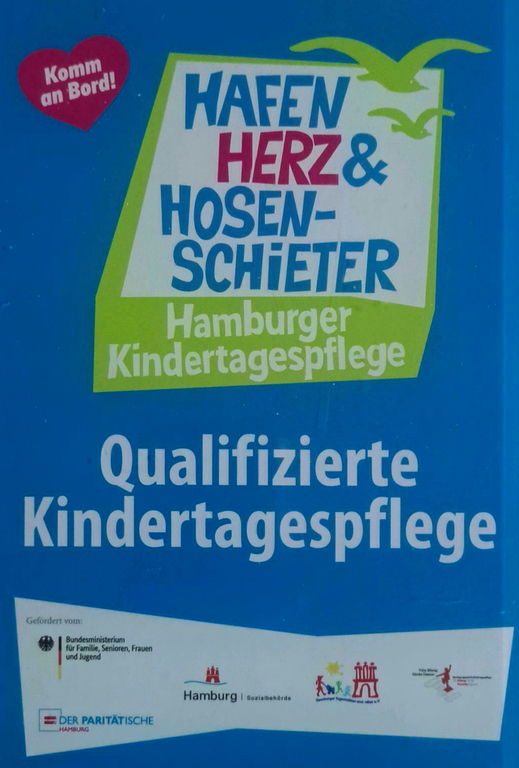 Komm
an Bord!
HAFEN
HERZ &
HOSEN-
SCHiETER
Hamburger
Kindertagespflege
Qualifizierte
Kindertagespflege
Gefördert vom:
Bundesministerium
für Familie, Senioren, Frauen
und Jugend
Hamburg | Sozialbehörde
DER PARITÄTISCHE
HAMBURG